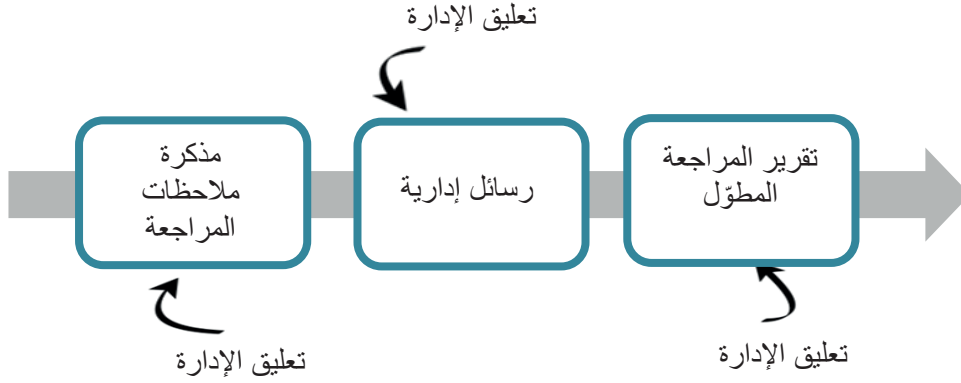 تعليق الإدارة
مذكرة
ملاحظات
المراجعة
رسائل إدارية
تقرير المراجعة
المطوّل
تعليق الإدارة
تعليق الإدارة